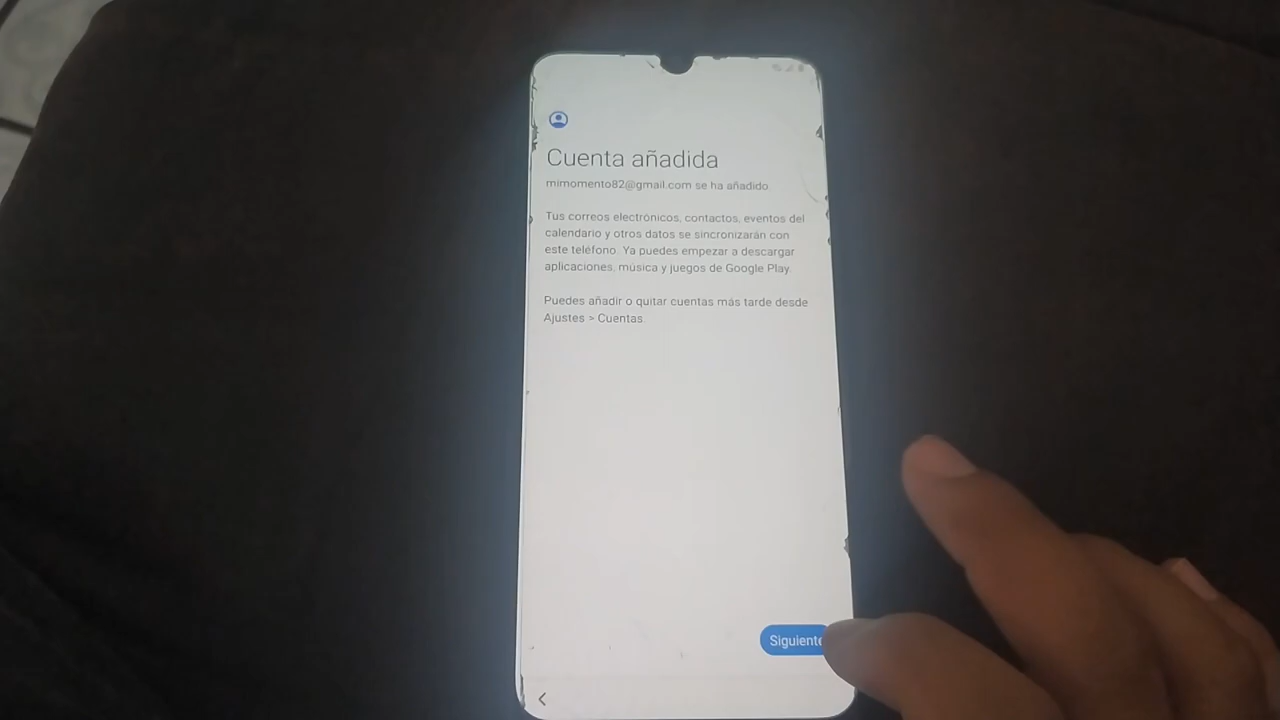 Cuenta añadida
mimomento82@gmail.com se ha añadido.
Tus correos electrónicos, contactos, eventos del
calendario y otros datos se sincronizarán con
este teléfono. Ya puedes empezar a descargar
aplicaciones, música y juegos de Google Play.
Puedes añadir o quitar cuentas más tarde desde
Ajustes > Cuentas.
Siguiente